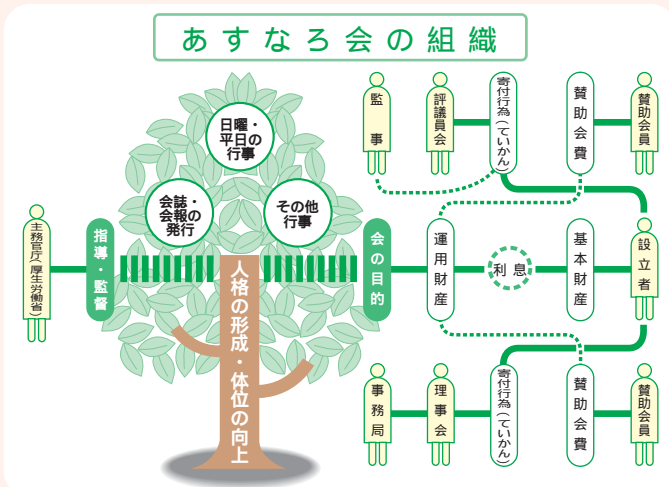 あすなろ会の組織
監事
評議員会
寄付行為(ていかん)
賛助会費
賛助会員
日曜・
平日の
行事
会誌・
会報の
発行
その他
行事
主務官庁(厚生労働省)
指導・監督
会の目的
運用財産
利息
基本財産
設立者
人格の形成・体位の向上
事務局
理事会
寄付行為(ていかん)
賛助会費
賛助会員